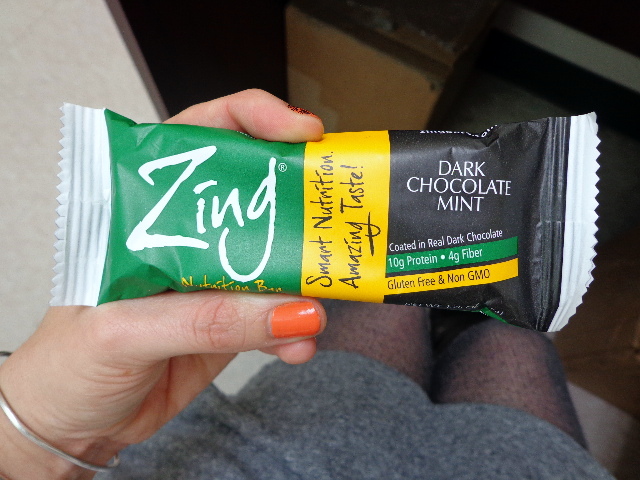 Zing®
Nutrition Bar
Smart Nutrition.
Amazing Taste!
DARK
CHOCOLATE
MINT
Coated in Real Dark Chocolate
10g Protein • 4g Fiber
Gluten Free & Non GMO